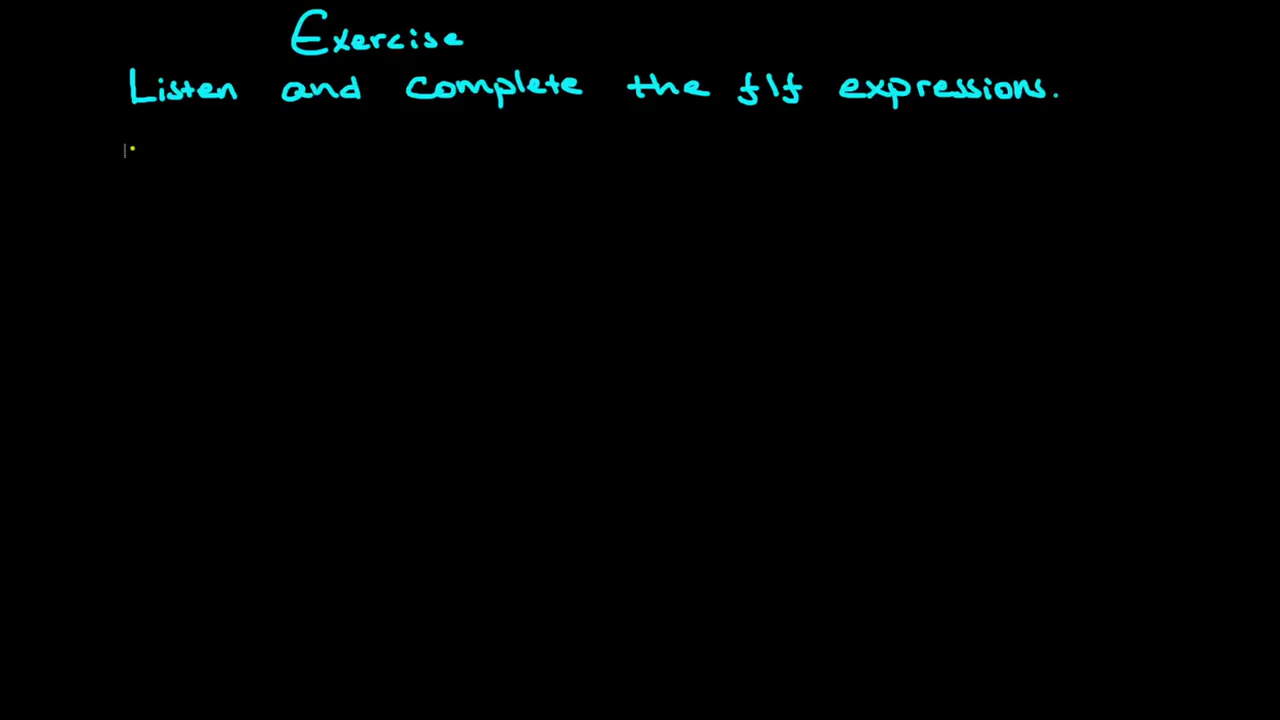 Exercise
Listen and complete the f\f expressions.